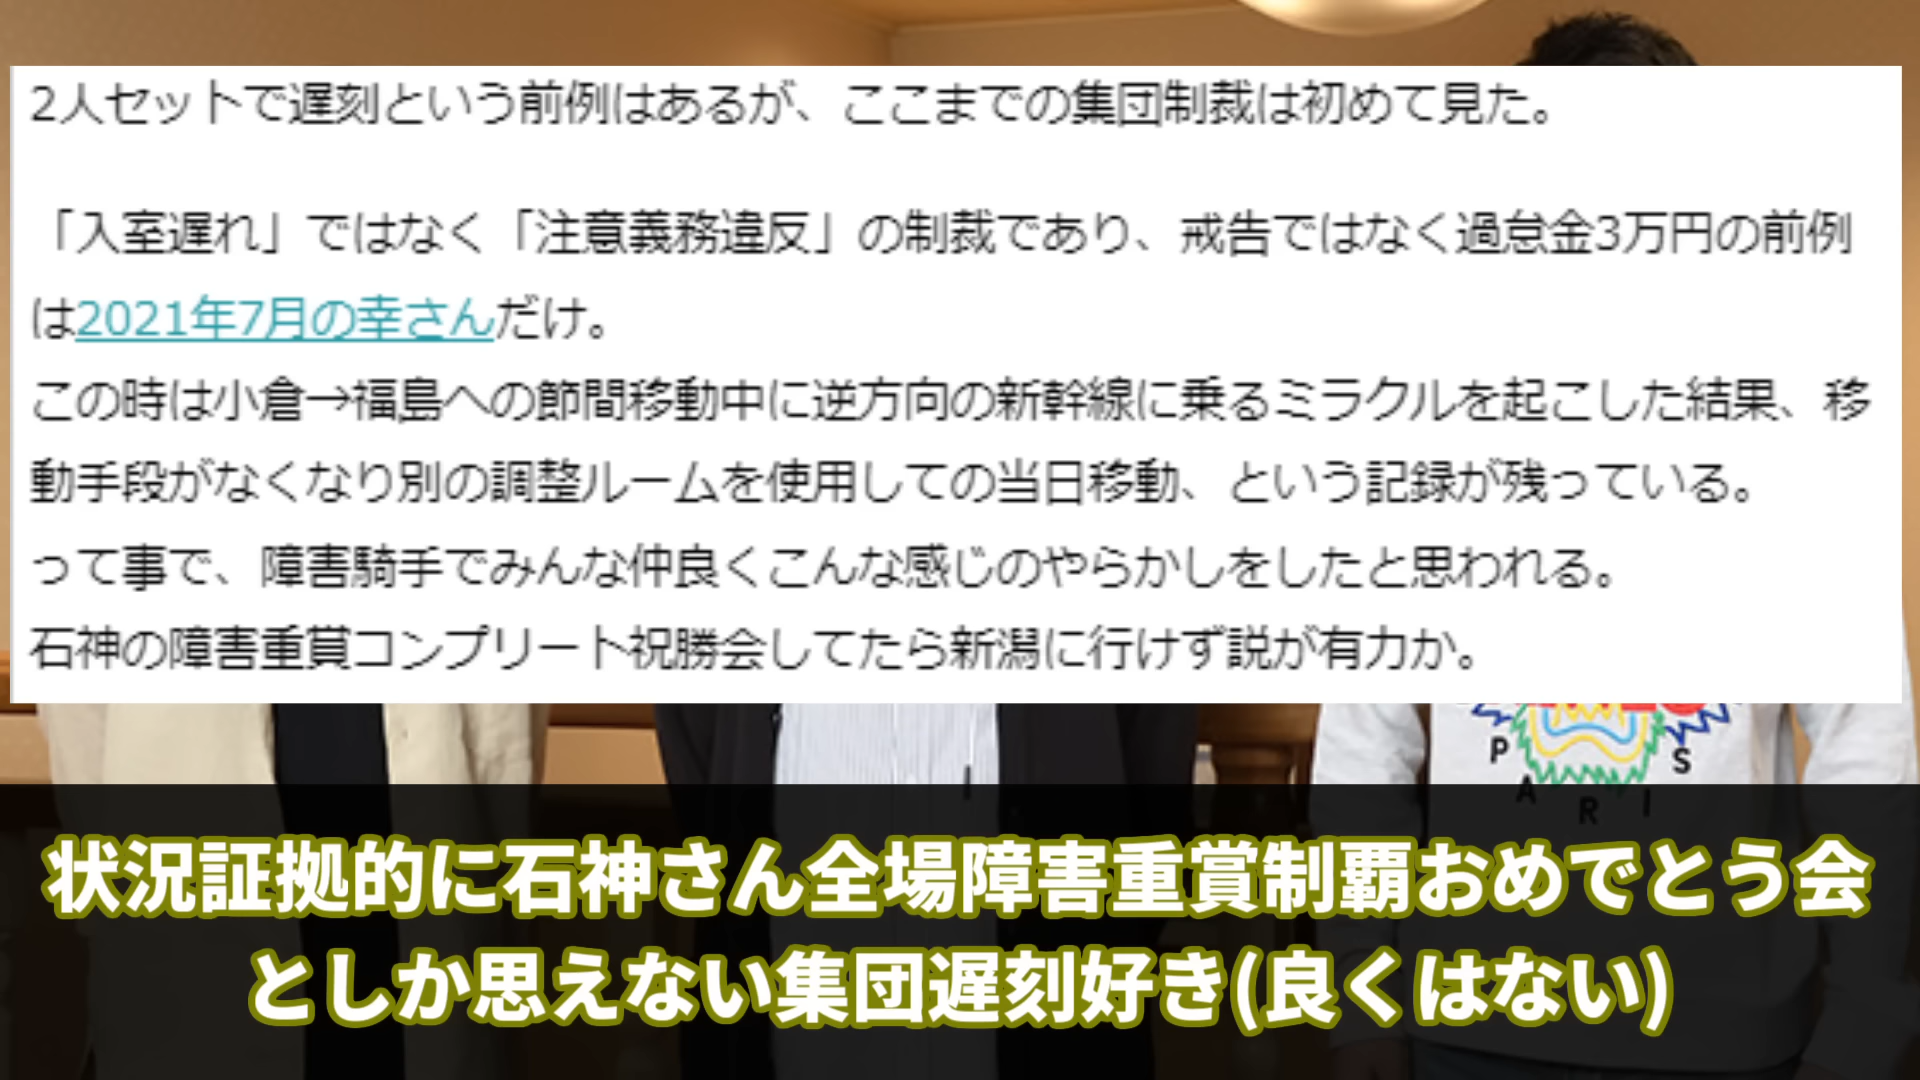 2人セットで遅刻という前例はあるが、ここまでの集団制裁は初めて見た。
「入室遅れ」ではなく「注意義務違反」の制裁であり、戒告ではなく過怠金3万円の前例
は2021年7月の幸さんだけ。
この時は小倉→福島への節間移動中に逆方向の新幹線に乗るミラクルを起こした結果、移
動手段がなくなり別の調整ルームを使用しての当日移動、という記録が残っている。
って事で、障害騎手でみんな仲良くこんな感じのやらかしをしたと思われる。
石神の障害重賞コンプリート祝勝会してたら新潟に行けず説が有力か。
PARIS
状況証拠的に石神さん全場障害重賞制覇おめでとう会
としか思えない集団遅刻好き(良くはない)